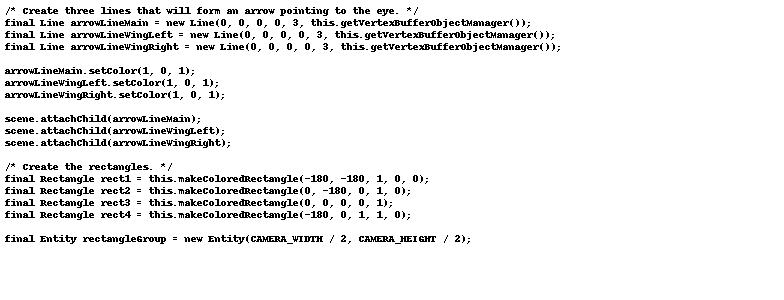 /* Create three lines that will form an arrow pointing to the eye. */
final Line arrowLineMain = new Line(0, 0, 0, 0, 3, this.getVertexBufferObjectManager());
final Line arrowLineWingLeft = new Line(0, 0, 0, 0, 3, this.getVertexBufferObjectManager());
final Line arrowLineWingRight = new Line(0, 0, 0, 0, 3, this.getVertexBufferObjectManager());

arrowLineMain.setColor(1, 0, 1);
arrowLineWingLeft.setColor(1, 0, 1);
arrowLineWingRight.setColor(1, 0, 1);

scene.attachChild(arrowLineMain);
scene.attachChild(arrowLineWingLeft);
scene.attachChild(arrowLineWingRight);

/* Create the rectangles. */
final Rectangle rect1 = this.makeColoredRectangle(-180, -180, 1, 0, 0);
final Rectangle rect2 = this.makeColoredRectangle(0, -180, 0, 1, 0);
final Rectangle rect3 = this.makeColoredRectangle(0, 0, 0, 0, 1);
final Rectangle rect4 = this.makeColoredRectangle(-180, 0, 1, 1, 0);

final Entity rectangleGroup = new Entity(CAMERA_WIDTH / 2, CAMERA_HEIGHT / 2);